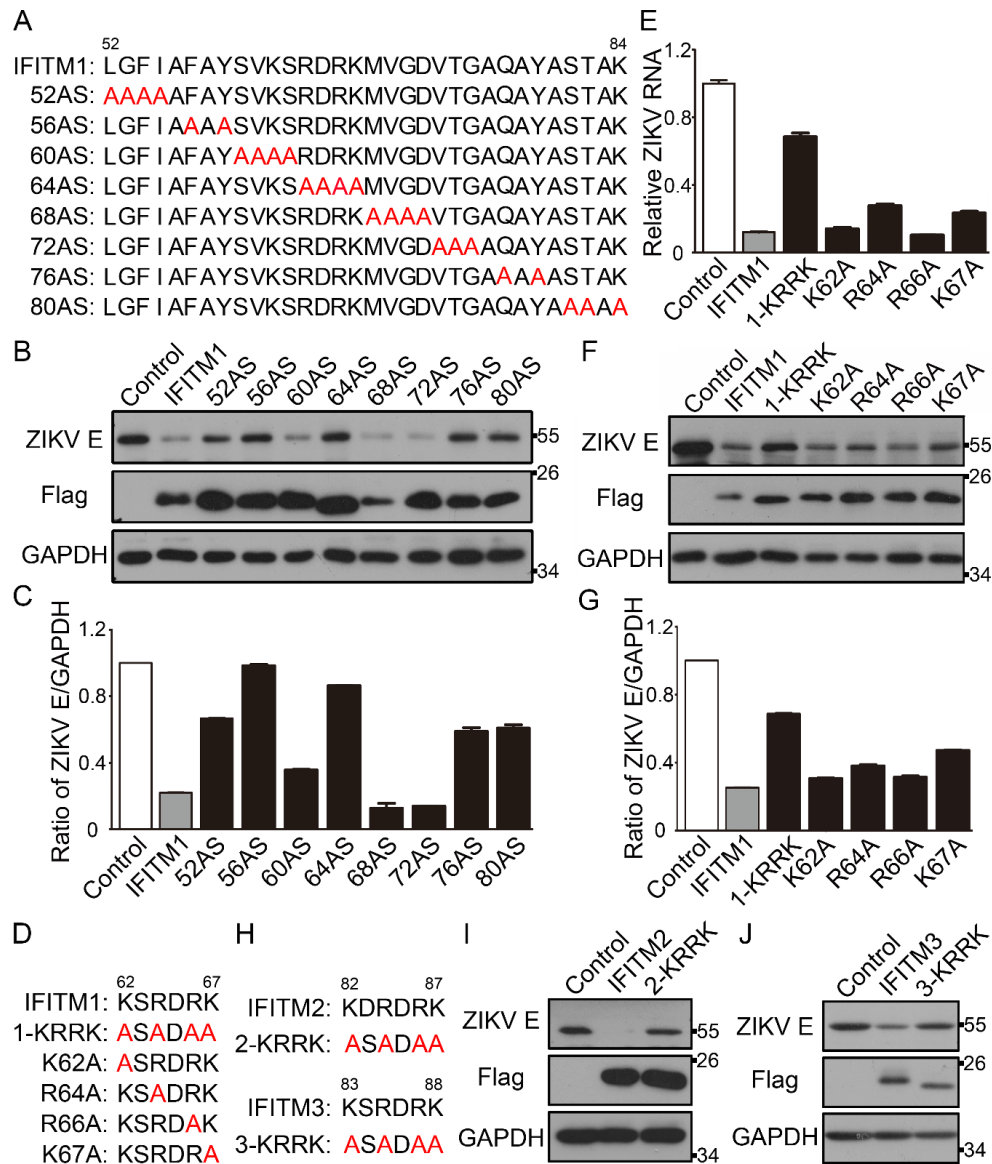 A
52 84
IFITM1: LGFIAFAYSVKSRDRKMVGDVTGAQAYASTAK
52AS: AAAAAFAYSVKSRDRKMVGDVTGAQAYASTAK
56AS: LGFIAAAASVKSRDRKMVGDVTGAQAYASTAK
60AS: LGFIAFAYAAAARDRKMVGDVTGAQAYASTAK
64AS: LGFIAFAYSVKSAAAAMVGDVTGAQAYASTAK
68AS: LGFIAFAYSVKSRDRKAAAAVTGAQAYASTAK
72AS: LGFIAFAYSVKSRDRKMVGDAAAAQAYASTAK
76AS: LGFIAFAYSVKSRDRKMVGDVTGAAAAASTAK
80AS: LGFIAFAYSVKSRDRKMVGDVTGAQAYAAAAA
B
Control IFITM1 52AS 56AS 60AS 64AS 68AS 72AS 76AS 80AS
ZIKV E 55
26
Flag
GAPDH
34
C
Ratio of ZIKV E/GAPDH
1.2
0.8
0.4
0
Control IFITM1 52AS 56AS 60AS 64AS 68AS 72AS 76AS 80AS
D
62 67
IFITM1: KSRDRK
1-KRRK: ASADAA
K62A: ASRDRK
R64A: KSADRK
R66A: KSRDAK
K67A: KSRDRA
E
Relative ZIKV RNA
1.2
0.8
0.4
0
Control IFITM1 1-KRRK K62A R64A R66A K67A
F
Control IFITM1 1-KRRK K62A R64A R66A K67A
ZIKV E 55
26
Flag
GAPDH
34
G
Ratio of ZIKV E/GAPDH
1.2
0.8
0.4
0
Control IFITM1 1-KRRK K62A R64A R66A K67A
H
82 87
IFITM2: KDRDRK
2-KRRK: ASADAA
83 88
IFITM3: KSRDRK
3-KRRK: ASADAA
I
Control IFITM2 2-KRRK
ZIKV E 55
26
Flag
GAPDH
34
J
Control IFITM3 3-KRRK
ZIKV E 55
26
Flag
GAPDH
34